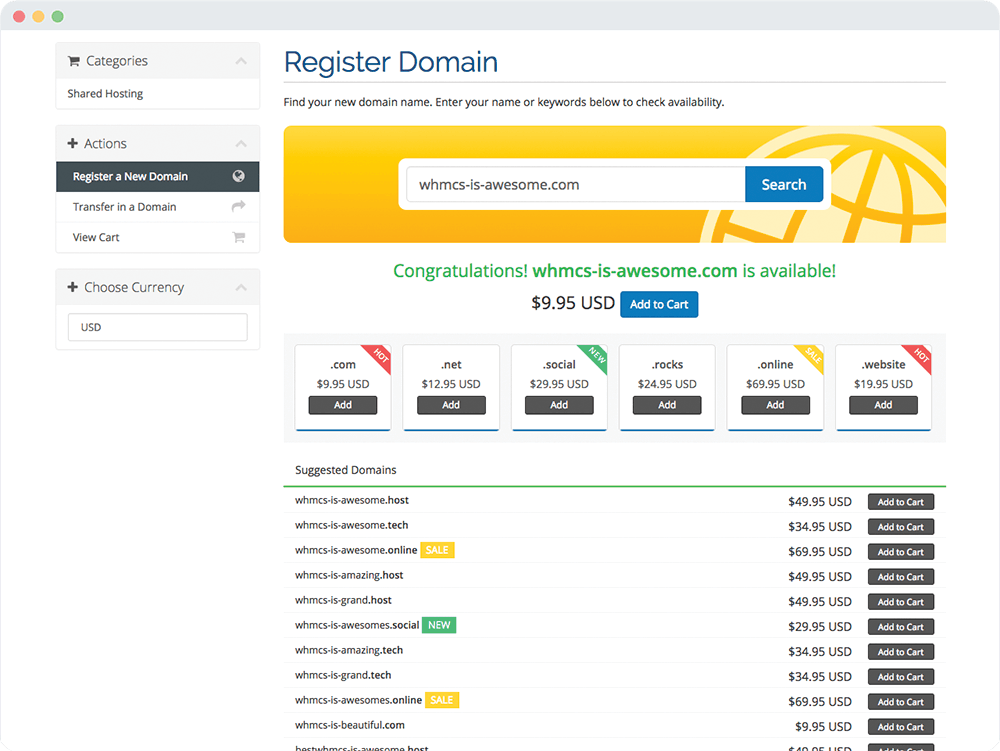 Categories
Shared Hosting
Actions
Register a New Domain
Transfer in a Domain
View Cart
Choose Currency
USD
Register Domain
Find your new domain name. Enter your name or keywords below to check availability.
whmcs-is-awesome.com Search
Congratulations! whmcs-is-awesome.com is available!
$9.95 USD Add to Cart
HOT NEW SALE HOT
.com .net .social .rocks .online .website
$9.95 USD $12.95 USD $29.95 USD $24.95 USD $69.95 USD $19.95 USD
Add Add Add Add Add Add
Suggested Domains
whmcs-is-awesome.host $49.95 USD Add to Cart
whmcs-is-awesome.tech $34.95 USD Add to Cart
whmcs-is-awesome.online SALE $69.95 USD Add to Cart
whmcs-is-amazing.host $49.95 USD Add to Cart
whmcs-is-grand.host $49.95 USD Add to Cart
whmcs-is-awesomes.social NEW $29.95 USD Add to Cart
whmcs-is-amazing.tech $34.95 USD Add to Cart
whmcs-is-grand.tech $34.95 USD Add to Cart
whmcs-is-awesomes.online SALE $69.95 USD Add to Cart
whmcs-is-beautiful.com $9.95 USD Add to Cart
bestwhmcs-is-awesome.host $49.95 USD Add to Cart